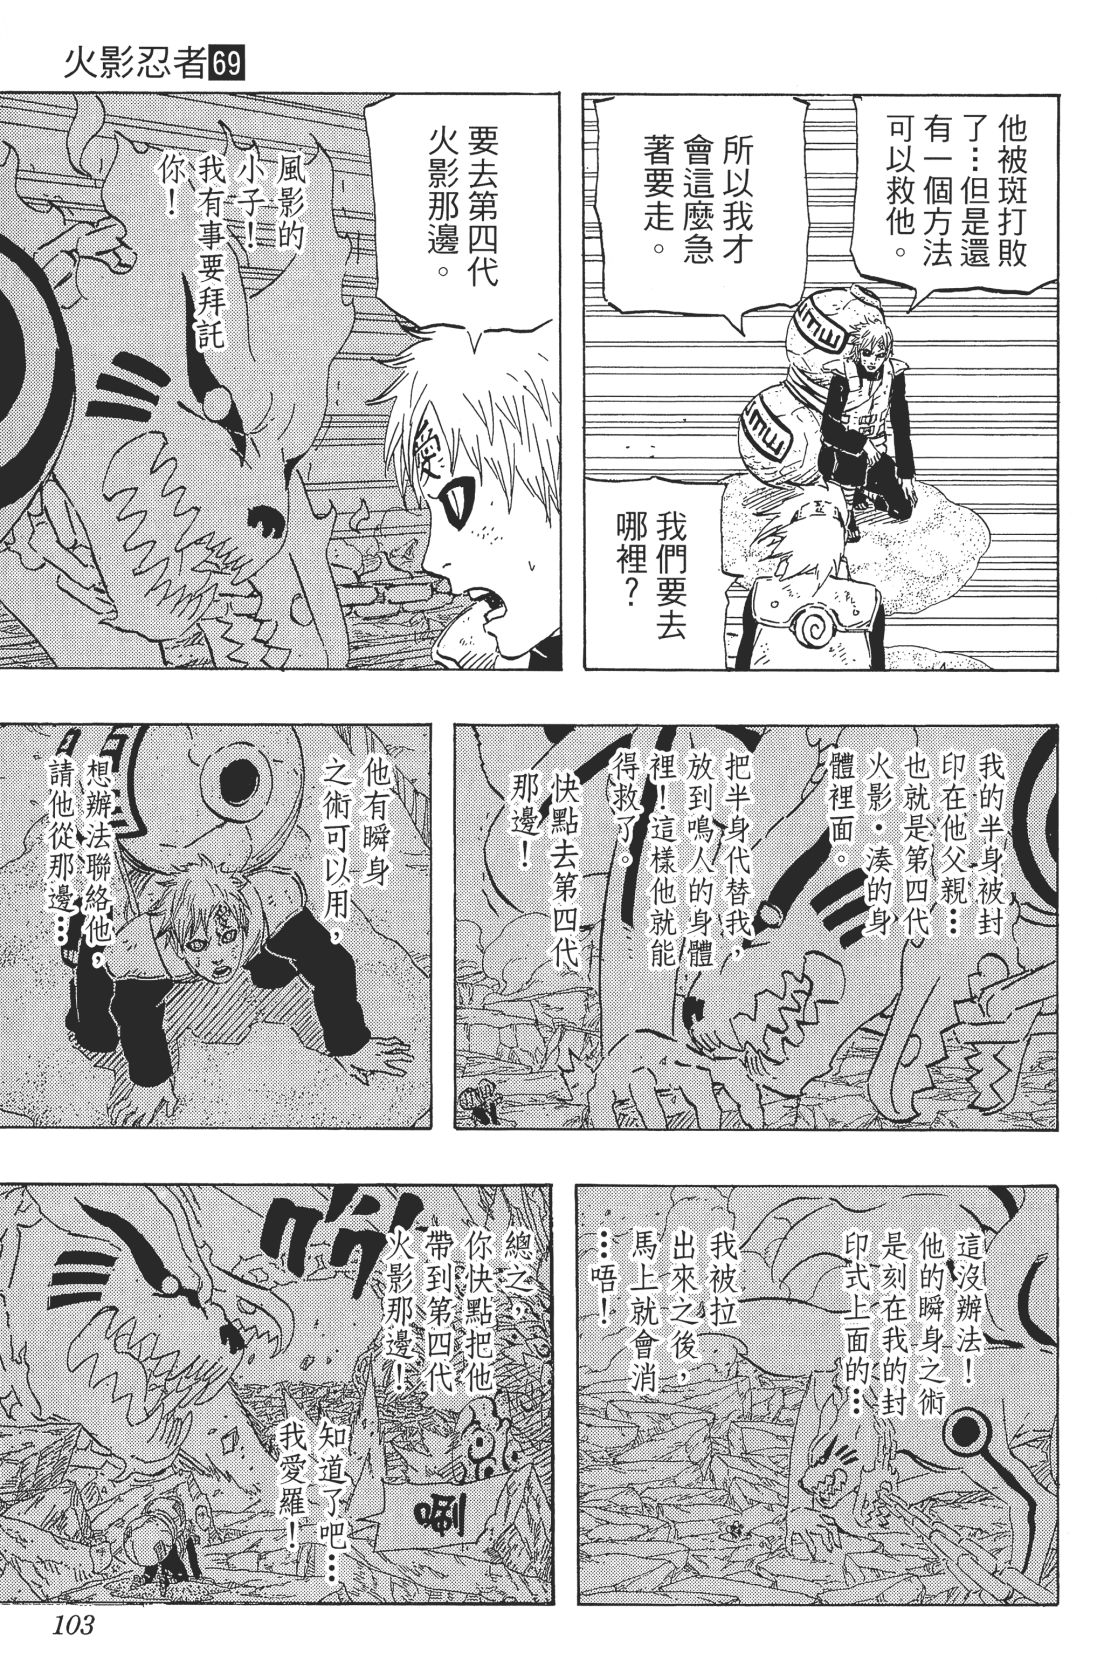 火影忍者69
他被斑打敗
了…但是還
有一個方法
可以救他。
所以我才
會這麼急
著要走。
我們要去
哪裡？
要去第四代
火影那邊。
愛
風影的
小子！
我有事要拜託
你！
我的半身被封
印在他父親…
也就是第四代
火影・湊的身
體裡面。
把半身代替我，
放到鳴人的身體
裡！這樣他就能
得救了。
快點去第四代
那邊！
他有瞬身
之術可以用，
想辦法聯絡他，
請他從那邊…
這沒辦法！
他的瞬身之術
是刻在我的封
印式上面的…
我被拉
出來之後，
馬上就會消
…唔！
總之，
你快點把他
帶到第四代
火影那邊！
唰
知道了吧…
我愛羅！
103